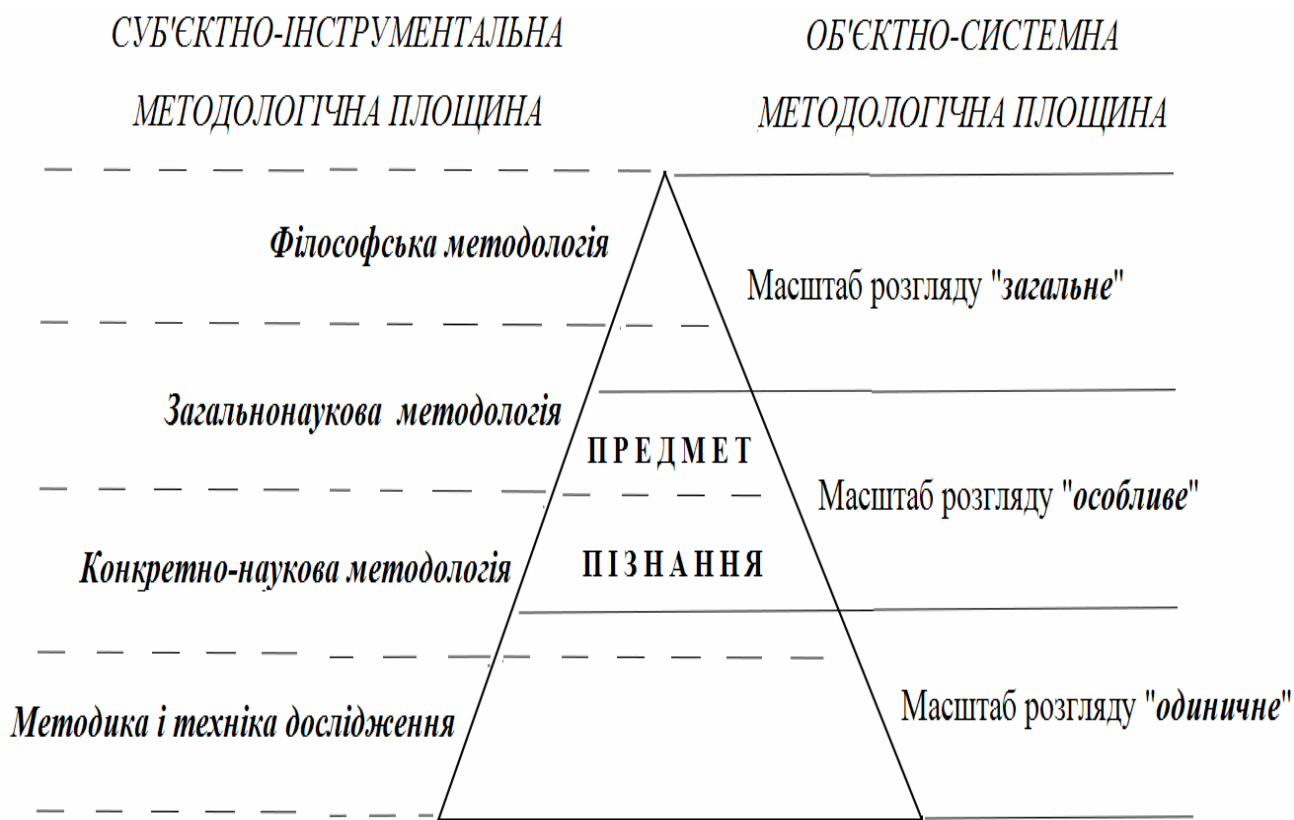 СУБ'ЄКТНО-ІНСТРУМЕНТАЛЬНА
МЕТОДОЛОГІЧНА ПЛОЩИНА
ОБ'ЄКТНО-СИСТЕМНА
МЕТОДОЛОГІЧНА ПЛОЩИНА
Філософська методологія
Масштаб розгляду "загальне"
Загальнонаукова методологія
ПРЕДМЕТ
Масштаб розгляду "особливе"
Конкретно-наукова методологія
ПІЗНАННЯ
Методика і техніка дослідження
Масштаб розгляду "одиничне"